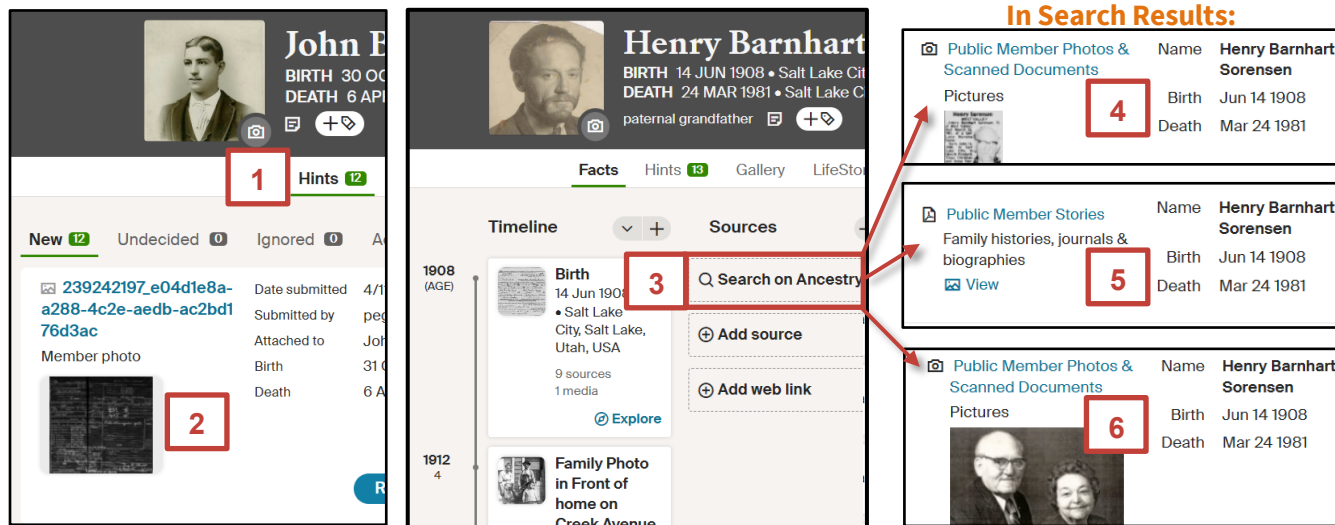 John B
BIRTH 30 OC
DEATH 6 API
1
Hints 12
New 12 Undecided 0 Ignored 0 A
239242197_e04d1e8a-
a288-4c2e-aedb-ac2bd1
76d3ac
Member photo
Date submitted 4/1
Submitted by peg
Attached to Joh
Birth 31
Death 6 A
2
R
Henry Barnhart
BIRTH 14 JUN 1908 • Salt Lake Cit
DEATH 24 MAR 1981 • Salt Lake C
paternal grandfather
Facts Hints 13 Gallery LifeStor
Timeline
Sources
1908
(AGE)
Birth
14 Jun 190
• Salt Lake
City, Salt Lake,
Utah, USA
9 sources
1 media
Explore
1912
4
Family Photo
in Front of
home on
Creek Avenue
3
Search on Ancestry
Add source
Add web link
In Search Results:
Public Member Photos &
Scanned Documents
Pictures
Henry Sorensen
4
Name Henry Barnhart
Sorensen
Birth Jun 14 1908
Death Mar 24 1981
Public Member Stories
Family histories, journals &
biographies
View
5
Name Henry Barnhart
Sorensen
Birth Jun 14 1908
Death Mar 24 1981
Public Member Photos &
Scanned Documents
Pictures
6
Name Henry Barnhart
Sorensen
Birth Jun 14 1908
Death Mar 24 1981